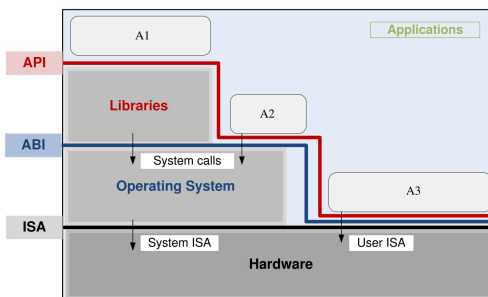 A1
Applications
API
Libraries
A2
ABI
System calls
Operating System
A3
ISA
System ISA
User ISA
Hardware